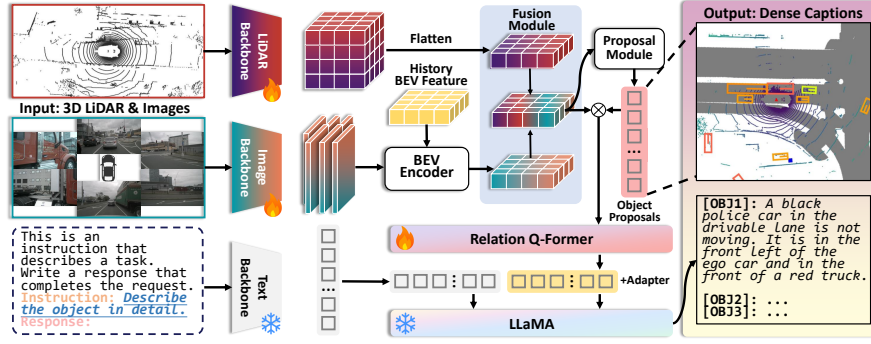 LiDAR
Backbone
Flatten
History
BEV Feature
Fusion
Module
Proposal
Module
Output: Dense Captions
Input: 3D LiDAR & Images
Image
Backbone
BEV
Encoder
...
Object
Proposals
[OBJ1]: A black
police car in the
drivable lane is not
moving. It is in the
front left of the
ego car and in the
front of a red truck.
[OBJ2]: ...
[OBJ3]: ...
This is an
instruction that
describes a task.
Write a response that
completes the request.
Instruction: Describe
the object in detail.
Response:
Text
Backbone
...
Relation Q-Former
...
...
+Adapter
LLaMA